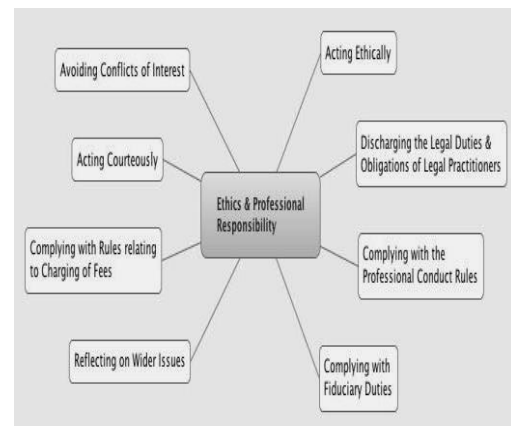 Avoiding Conflicts of Interest
Acting Ethically
Acting Courteously
Discharging the Legal Duties &
Obligations of Legal Practitioners
Ethics & Professional
Responsibility
Complying with Rules relating
to Charging of Fees
Complying with the
Professional Conduct Rules
Reflecting on Wider Issues
Complying with
Fiduciary Duties